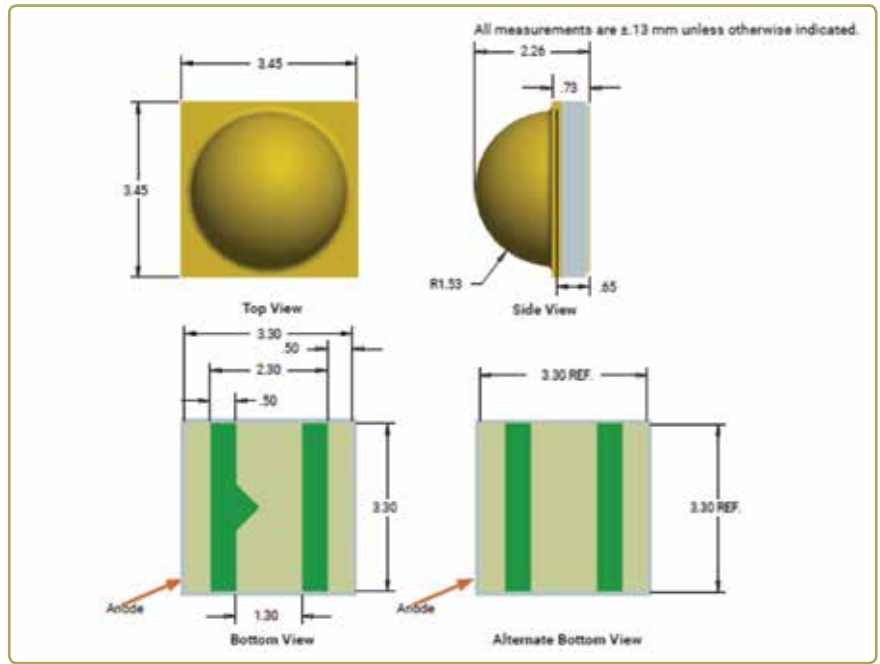 All measurements are ±.13 mm unless otherwise indicated.
3.45
2.26
.73
3.45
R1.53
.65
Top View
Side View
3.30
.50
2.30
.50
3.30 REF.
3.30
3.30 REF.
Anode
Anode
1.30
Bottom View
Alternate Bottom View